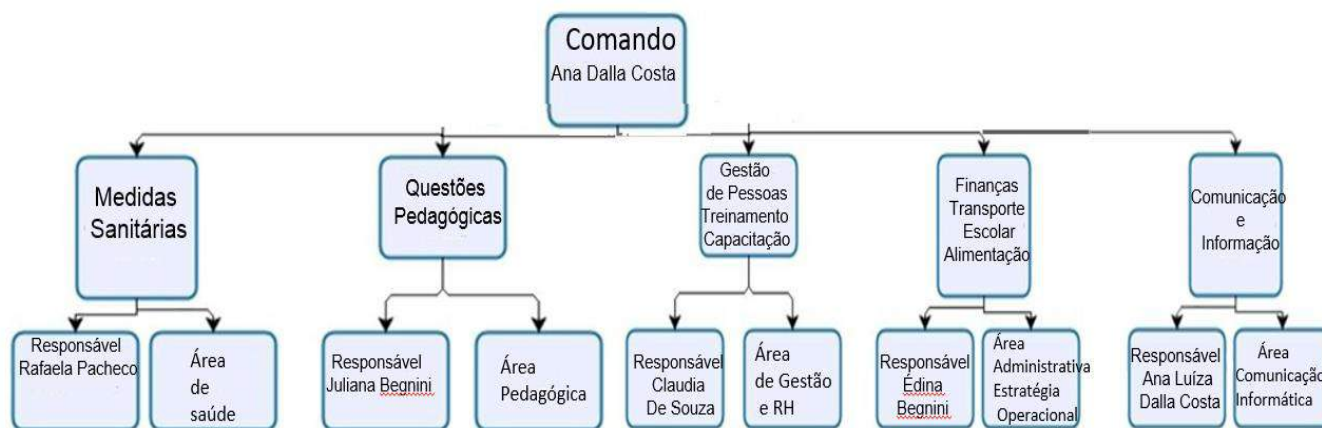 Comando
Ana Dalla Costa
Medidas
Sanitárias
Questões
Pedagógicas
Gestão
de Pessoas
Treinamento
Capacitação
Finanças
Transporte
Escolar
Alimentação
Comunicação
e
Informação
Responsável
Rafaela Pacheco
Área
de
saúde
Responsável
Juliana Begnini
Área
Pedagógica
Responsável
Claudia
De Souza
Área
de Gestão
e RH
Responsável
Édina
Begnini
Área
Administrativa
Estratégia
Operacional
Responsável
Ana Luíza
Dalla Costa
Área
Comunicação
Informática